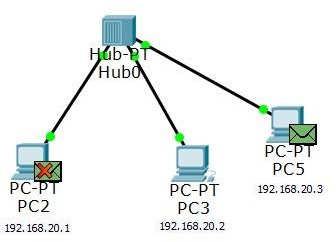 Hub-PT
Hub0
PC-PT
PC2
192.168.20.1
PC-PT
PC3
192.168.20.2
PC-PT
PC5
192.168.20.3